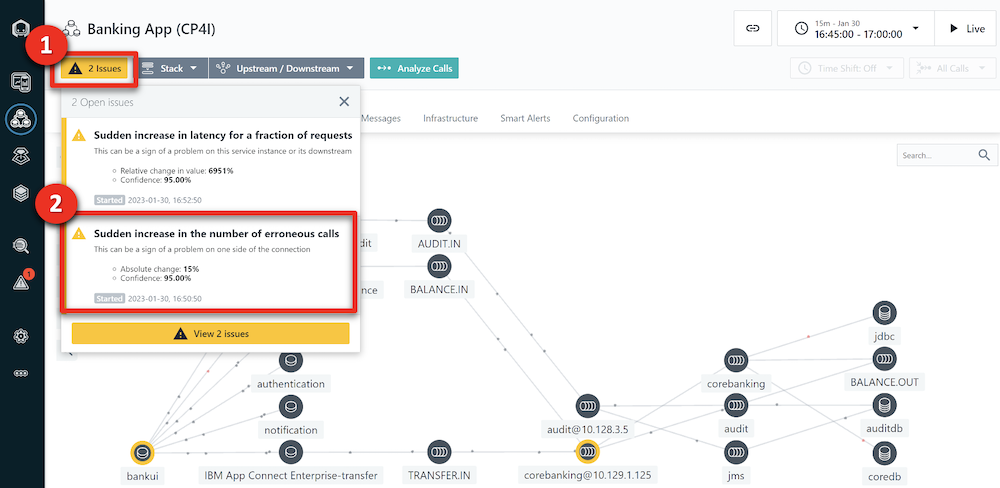 Banking App (CP4I)
15m - Jan 30
16:45:00 - 17:00:00
Live
1
2 Issues
Stack
Upstream / Downstream
Analyze Calls
Time Shift: Off
All Calls
2 Open issues
Messages
Infrastructure
Smart Alerts
Configuration
Sudden increase in latency for a fraction of requests
This can be a sign of a problem on this service instance or its downstream
Relative change in value: 6951%
Confidence: 95.00%
Started 2023-01-30, 16:52:50
Search...
2
Sudden increase in the number of erroneous calls
This can be a sign of a problem on one side of the connection
Absolute change: 15%
Confidence: 95.00%
Started 2023-01-30, 16:50:50
View 2 issues
1
dit
AUDIT.IN
nce
BALANCE.IN
jdbc
authentication
corebanking
BALANCE.OUT
notification
audit@10.128.3.5
audit
auditdb
bankui
IBM App Connect Enterprise-transfer
TRANSFER.IN
corebanking@10.129.1.125
jms
coredb